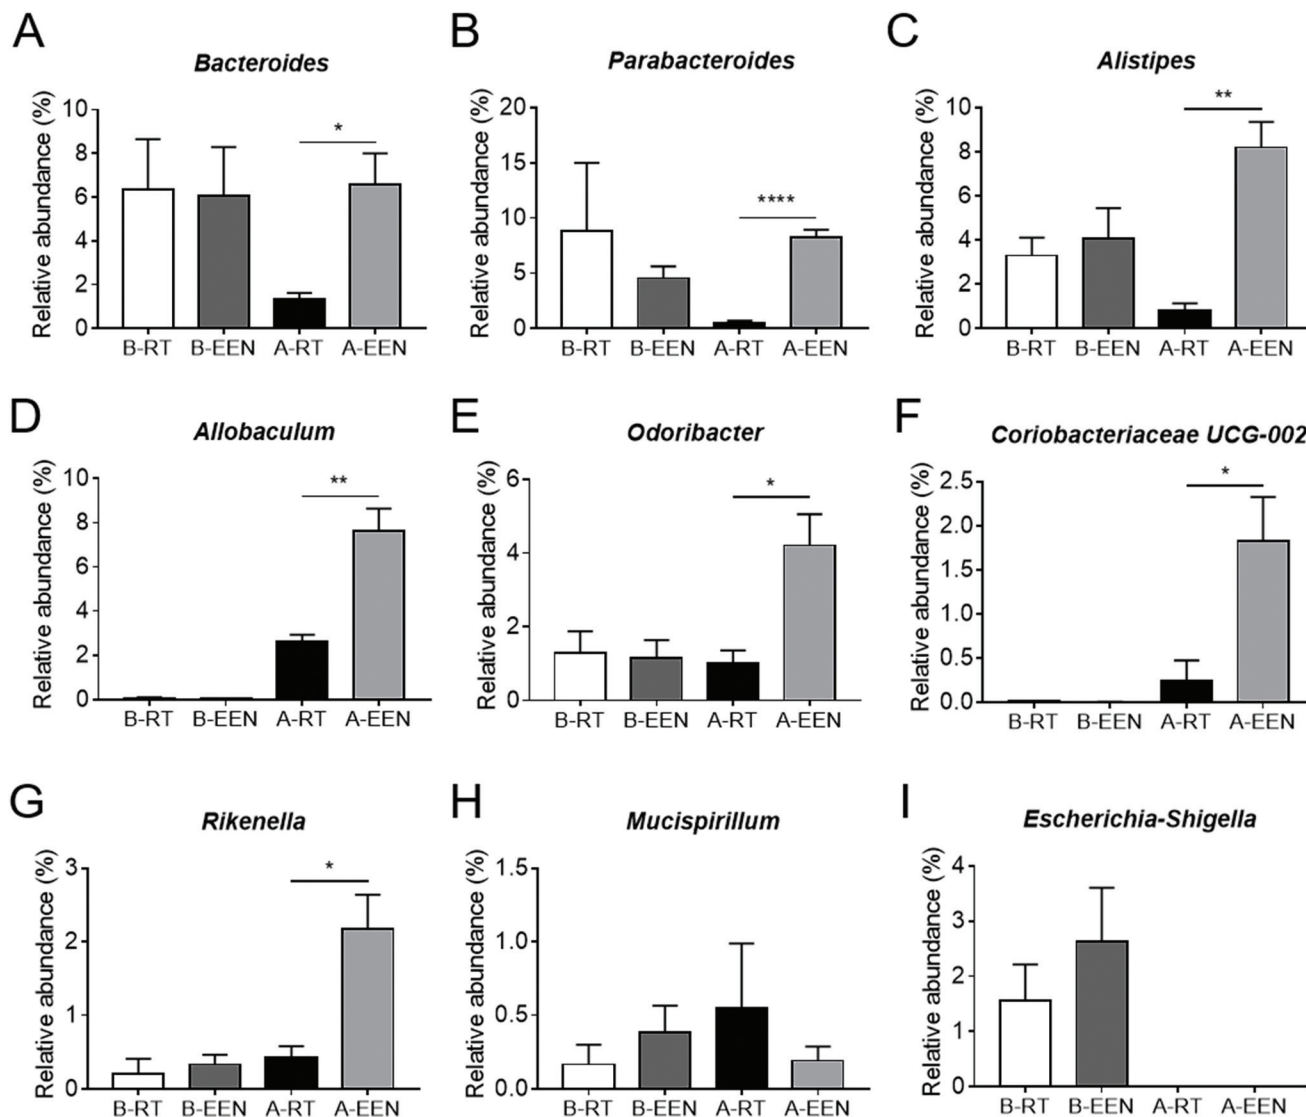 A
Bacteroides
Relative abundance (%)
10
8
6
4
2
0
*
B-RT B-EEN A-RT A-EEN
B
Parabacteroides
Relative abundance (%)
20
15
10
5
0
****
B-RT B-EEN A-RT A-EEN
C
Alistipes
Relative abundance (%)
10
8
6
4
2
0
**
B-RT B-EEN A-RT A-EEN
D
Allobaculum
Relative abundance (%)
10
8
6
4
2
0
**
B-RT B-EEN A-RT A-EEN
E
Odoribacter
Relative abundance (%)
6
4
2
0
*
B-RT B-EEN A-RT A-EEN
F
Coriobacteriaceae UCG-002
Relative abundance (%)
2.5
2.0
1.5
1.0
0.5
0.0
*
B-RT B-EEN A-RT A-EEN
G
Rikenella
Relative abundance (%)
3
2
1
0
*
B-RT B-EEN A-RT A-EEN
H
Mucispirillum
Relative abundance (%)
1.5
1.0
0.5
0.0
B-RT B-EEN A-RT A-EEN
I
Escherichia-Shigella
Relative abundance (%)
4
3
2
1
0
B-RT B-EEN A-RT A-EEN